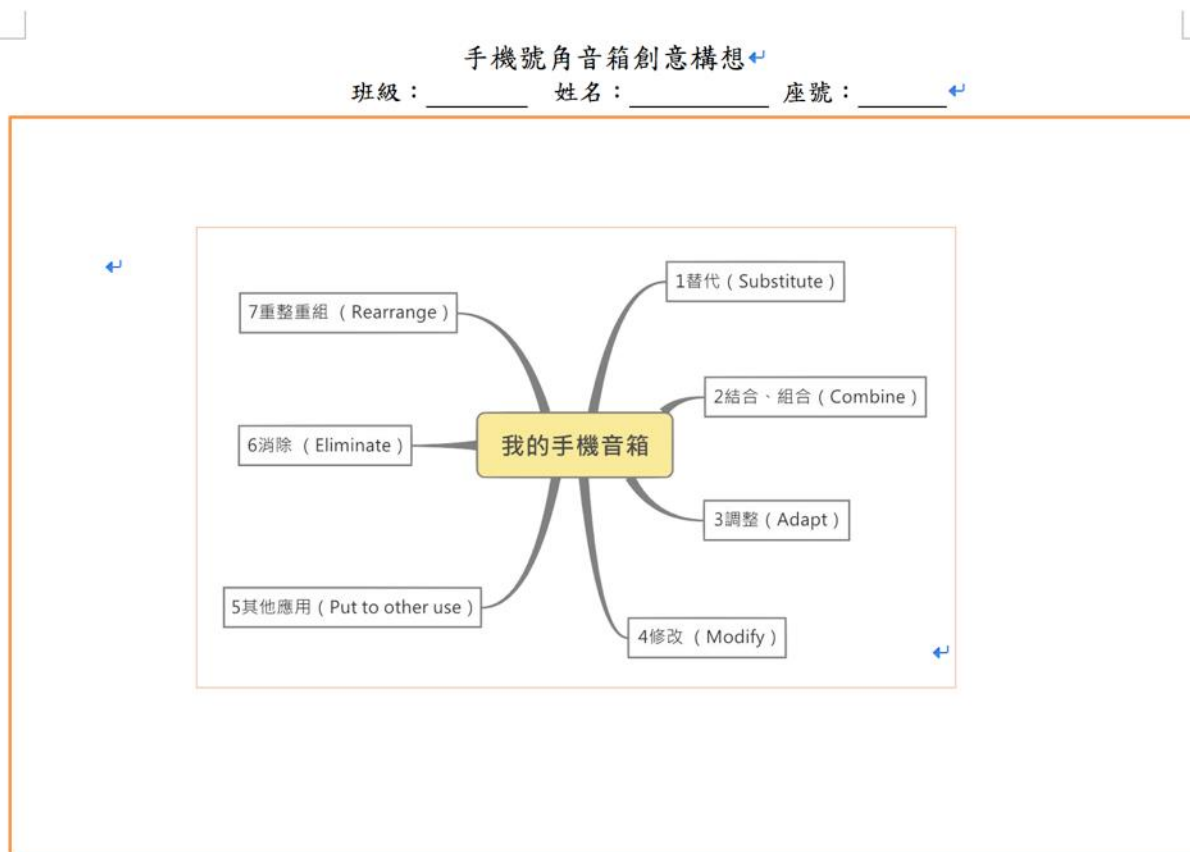 手機號角音箱創意構想
班級：________ 姓名：___________ 座號：_______
1替代（Substitute）
2結合、組合（Combine）
3調整（Adapt）
4修改 （Modify）
5其他應用（Put to other use）
6消除 （Eliminate）
7重整重組 （Rearrange）
我的手機音箱